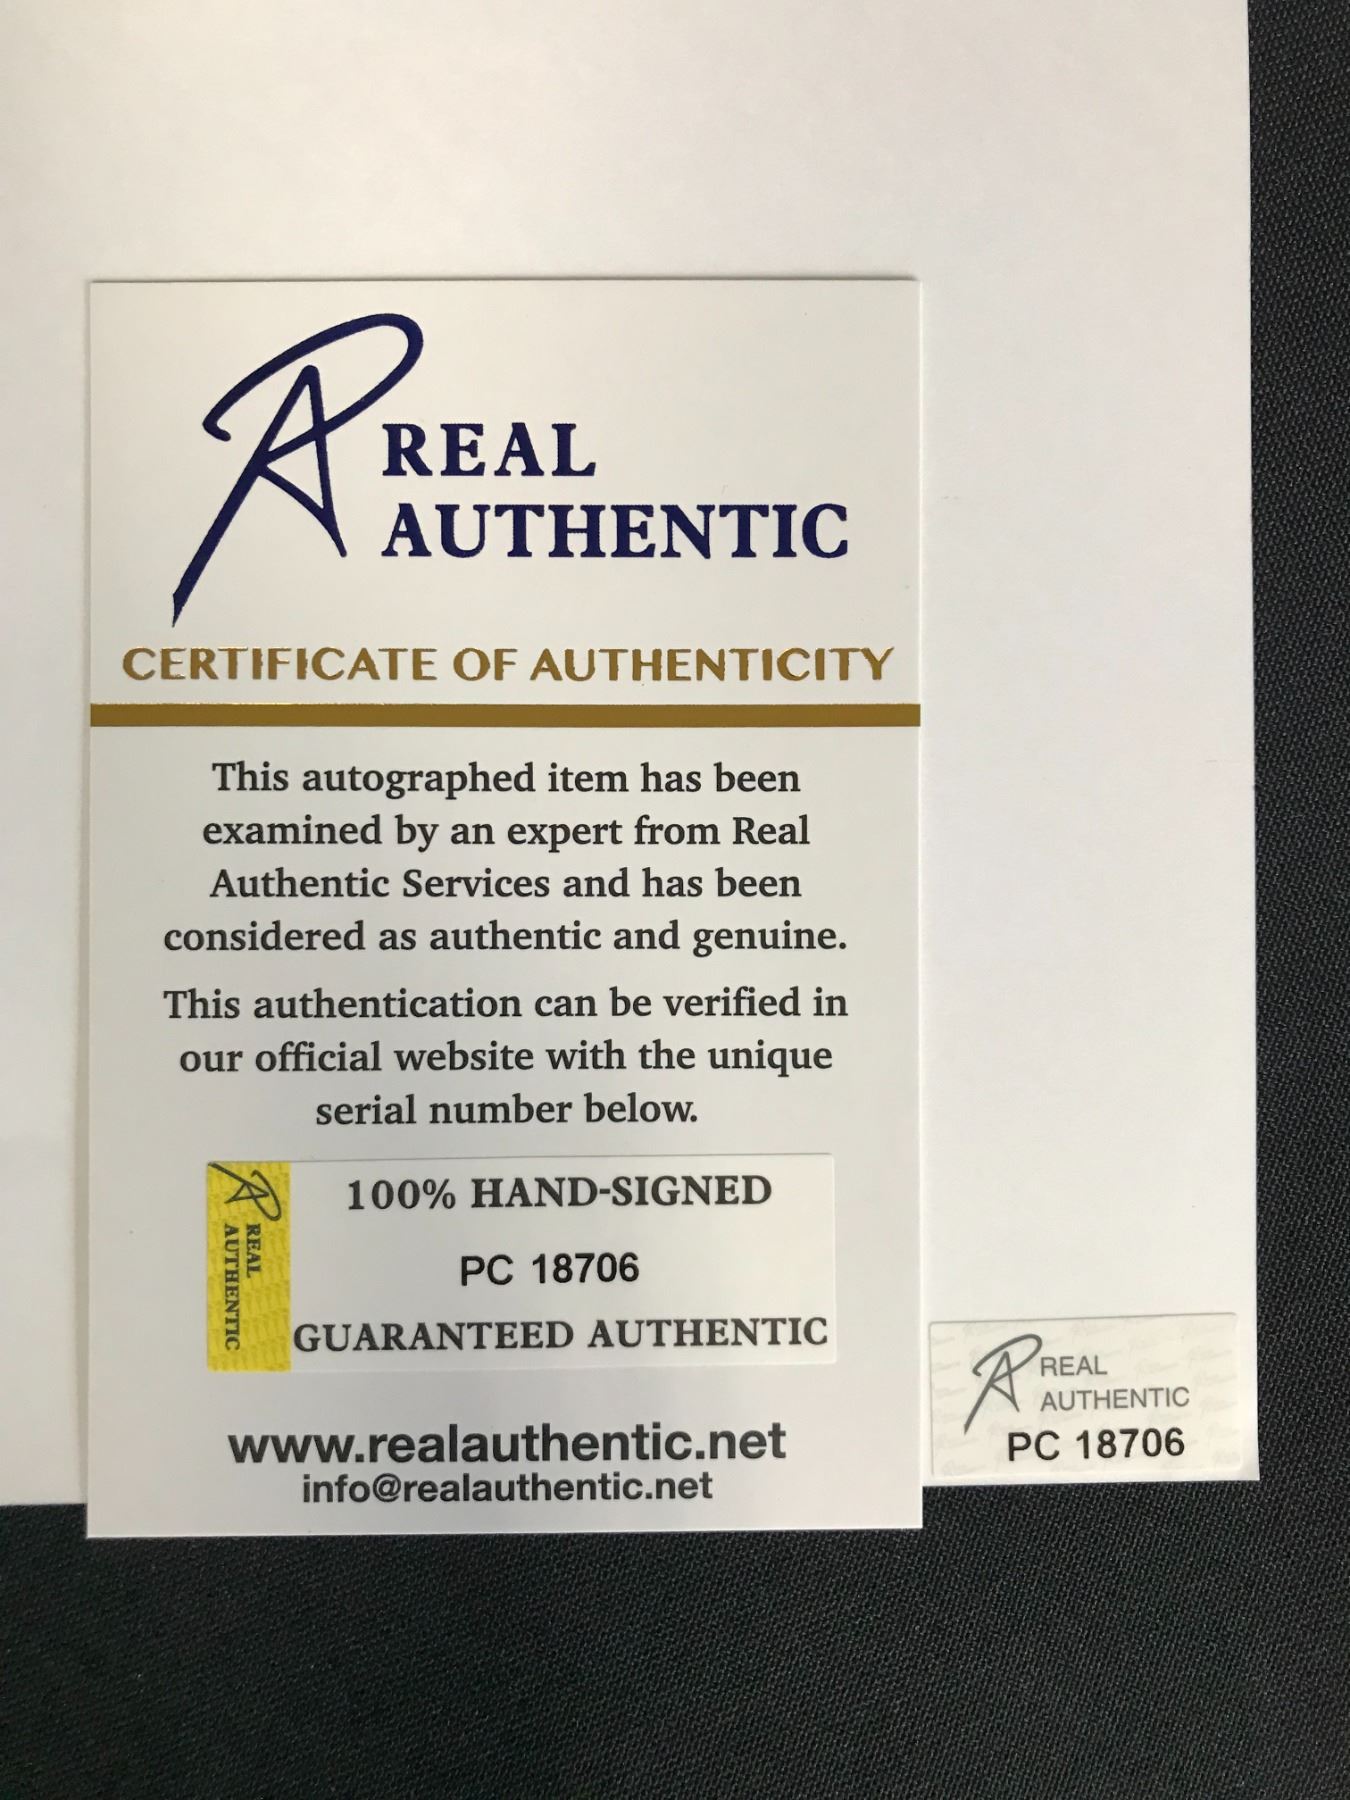 REAL
AUTHENTIC
CERTIFICATE OF AUTHENTICITY
This autographed item has been
examined by an expert from Real
Authentic Services and has been
considered as authentic and genuine.
This authentication can be verified in
our official website with the unique
serial number below.
REAL
AUTHENTIC
100% HAND-SIGNED
PC 18706
GUARANTEED AUTHENTIC
www.realauthentic.net
info@realauthentic.net
REAL
AUTHENTIC
PC 18706